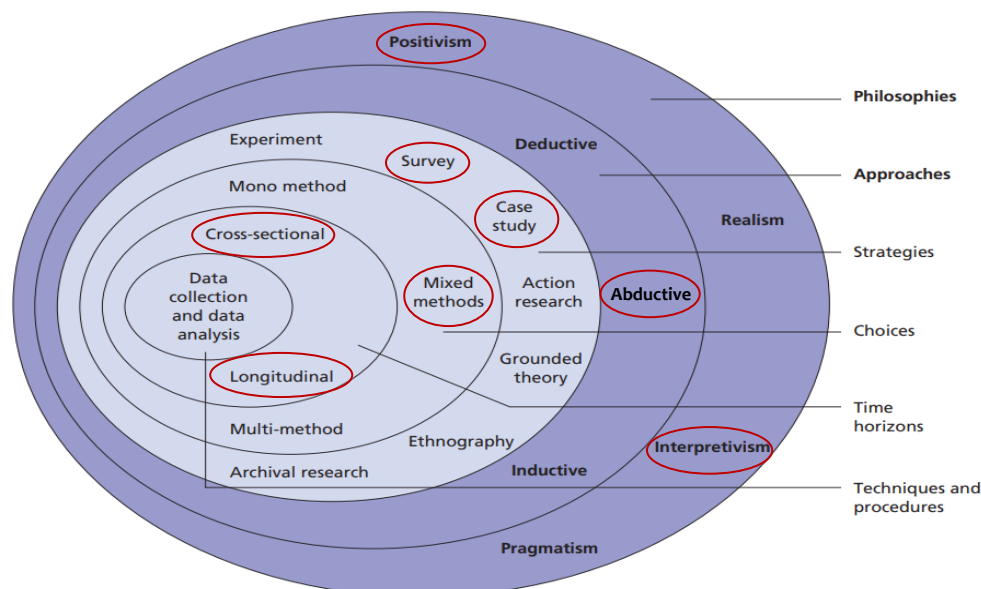 Positivism
Philosophies
Experiment
Deductive
Survey
Approaches
Mono method
Case
study
Realism
Cross-sectional
Strategies
Data
collection
and data
analysis
Mixed
methods
Action
research
Abductive
Choices
Grounded
theory
Longitudinal
Time
horizons
Multi-method
Ethnography
Interpretivism
Archival research
Inductive
Techniques and
procedures
Pragmatism